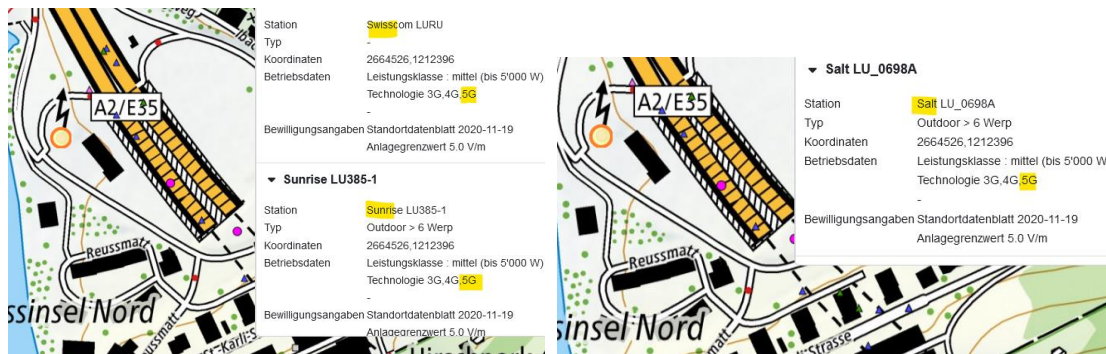 Station Swisscom LURU
Typ -
Koordinaten 2664526,1212396
Betriebsdaten Leistungsklasse : mittel (bis 5'000 W)
Technologie 3G,4G,5G
-
Bewilligungsangaben Standortdatenblatt 2020-11-19
Anlagegrenzwert 5.0 V/m
Sunrise LU385-1
Station Sunrise LU385-1
Typ Outdoor > 6 Werp
Koordinaten 2664526,1212396
Betriebsdaten Leistungsklasse : mittel (bis 5'000 W)
Technologie 3G,4G,5G
-
Bewilligungsangaben Standortdatenblatt 2020-11-19
Anlagegrenzwert 5.0 V/m
A2/E35
Reussmatt
ssinsel Nord
Reussmatt
St-Karli-S
Salt LU_0698A
Station Salt LU_0698A
Typ Outdoor > 6 Werp
Koordinaten 2664526,1212396
Betriebsdaten Leistungsklasse : mittel (bis 5'000 W
Technologie 3G,4G,5G
-
Bewilligungsangaben Standortdatenblatt 2020-11-19
Anlagegrenzwert 5.0 V/m
A2/E35
Reussmatt
sinsel Nord
Reussmatt
Strasse